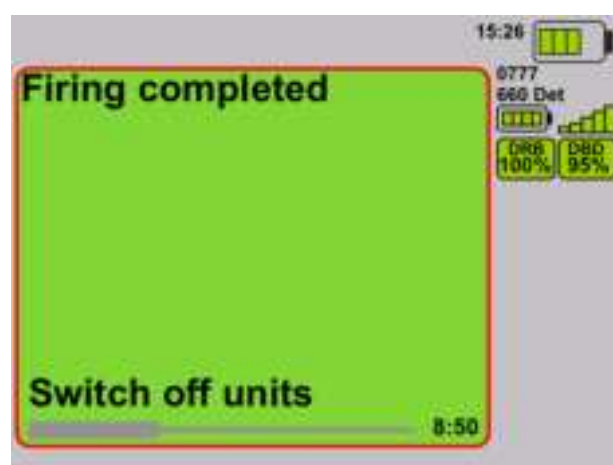 15:26
Firing completed
0777
660 Det
DRB DBD
100% 95%
Switch off units
8:50